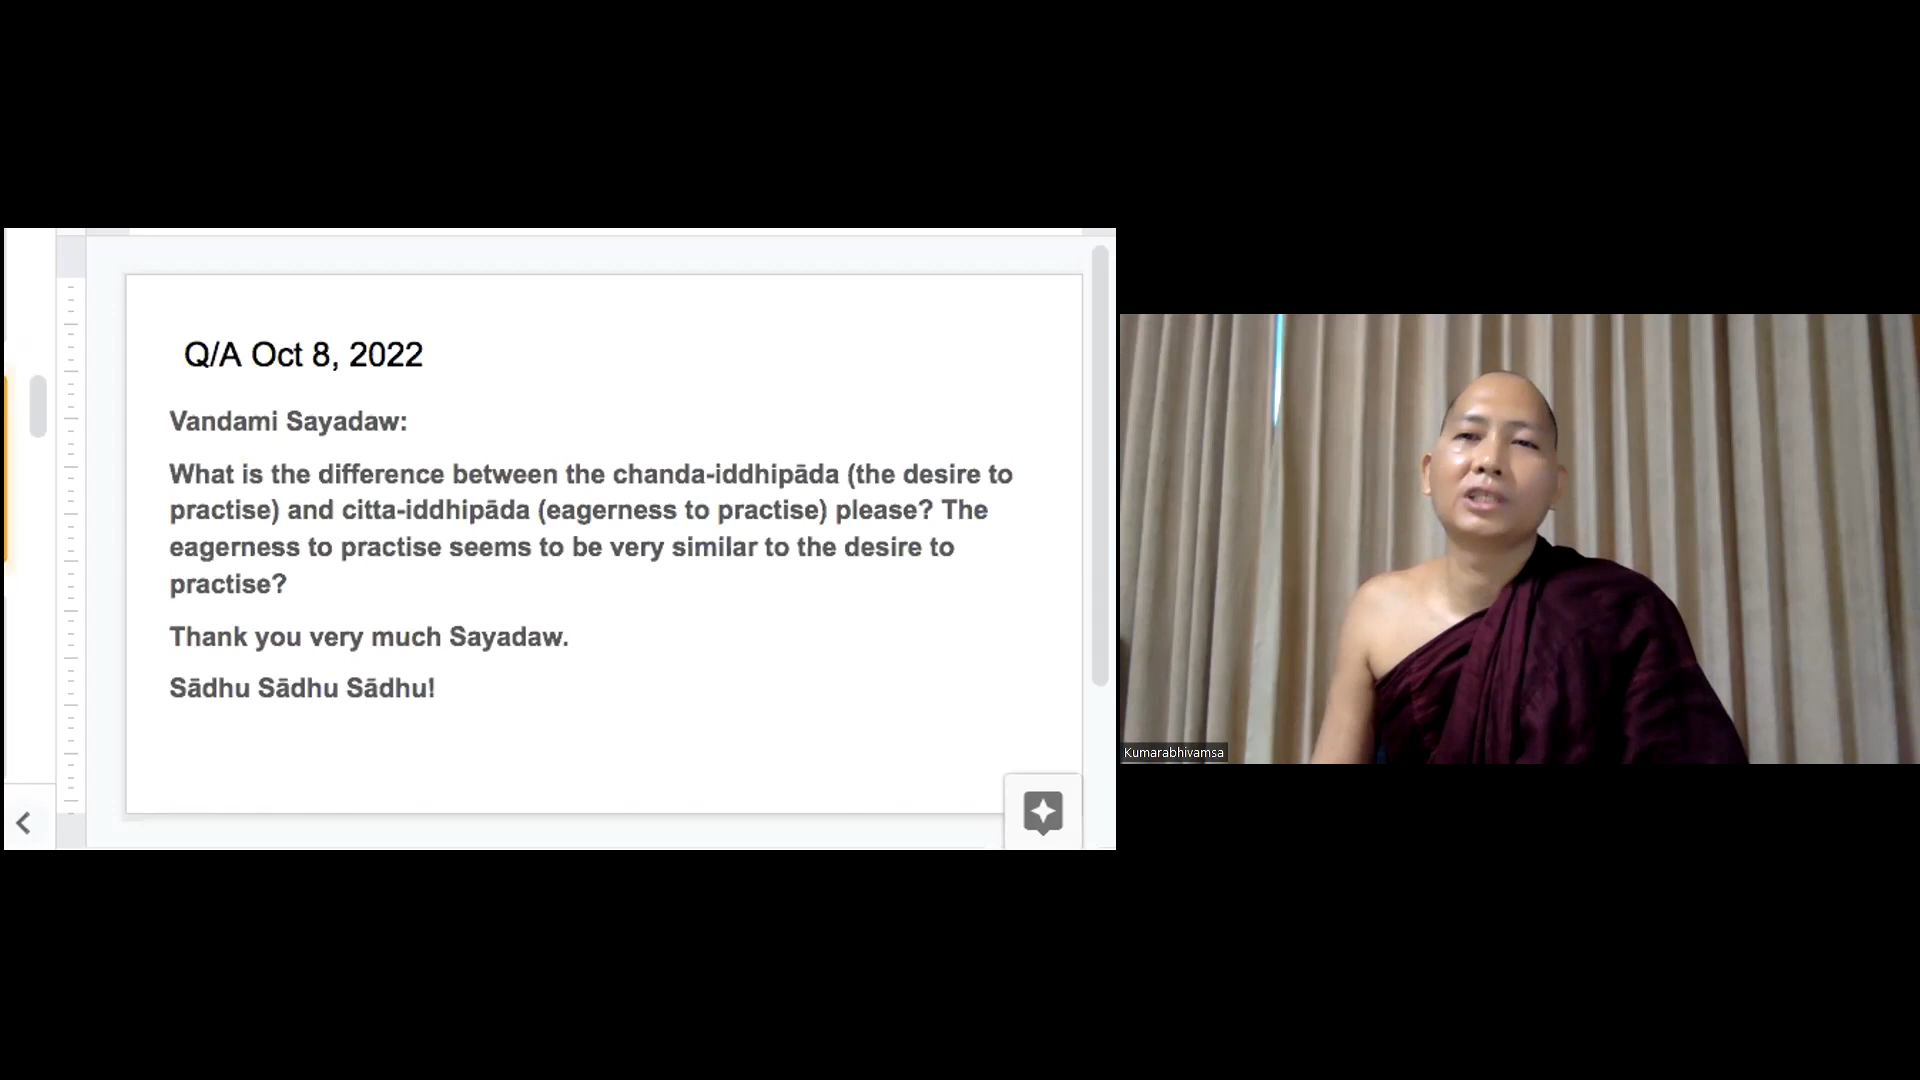 Q/A Oct 8, 2022
Vandami Sayadaw:
What is the difference between the chanda-iddhipāda (the desire to
practise) and citta-iddhipāda (eagerness to practise) please? The
eagerness to practise seems to be very similar to the desire to
practise?
Thank you very much Sayadaw.
Sādhu Sādhu Sādhu!
Kumarabhivamsa